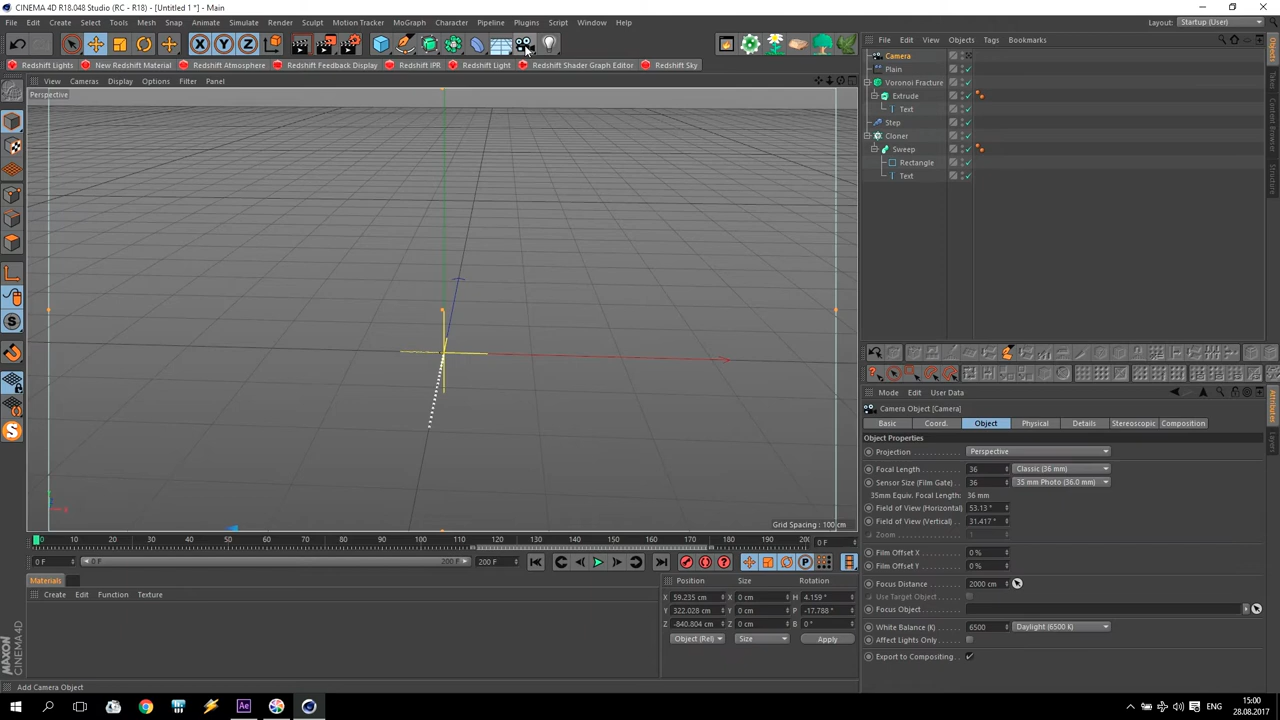 CINEMA 4D R18.048 Studio (RC - R18) - [Untitled 1 *] - Main
File Edit Create Select Tools Mesh Snap Animate Simulate Render Sculpt Motion Tracker MoGraph Character Pipeline Plugins Script Window Help Layout: Startup (User)
X Y Z File Edit View Objects Tags Bookmarks
Redshift Lights New Redshift Material Redshift Atmosphere Redshift Feedback Display Redshift IPR Redshift Light Redshift Shader Graph Editor Redshift Sky
View Cameras Display Options Filter Panel
Perspective
Camera
Plain
Voronoi Fracture
Extrude
Text
Step
Cloner
Sweep
Rectangle
Text
Objects
Takes
Content Browser
Structure
Mode Edit User Data
Camera Object [Camera]
Basic Coord. Object Physical Details Stereoscopic Composition
Object Properties
Projection Perspective
Focal Length 36 Classic (36 mm)
Sensor Size (Film Gate) 36 35 mm Photo (36.0 mm)
35mm Equiv. Focal Length: 36 mm
Field of View (Horizontal) 53.13 °
Field of View (Vertical) 31.417 °
Zoom 1
Film Offset X 0 %
Film Offset Y 0 %
Focus Distance 2000 cm
Use Target Object
Focus Object
White Balance (K) 6500 Daylight (6500 K)
Affect Lights Only
Export to Compositing
Attributes
Layers
Grid Spacing : 100 cm
0 10 20 30 40 50 60 70 80 90 100 110 120 130 140 150 160 170 180 190 200 0 F
0 F 0 F 200 F 200 F
Materials
Create Edit Function Texture
Position Size Rotation
X 59.235 cm X 0 cm H 4.159 °
Y 322.028 cm Y 0 cm P -17.788 °
Z -840.804 cm Z 0 cm B 0 °
Object (Rel) Size Apply
MAXON
CINEMA 4D
Add Camera Object
Ae ENG 15:00
28.08.2017